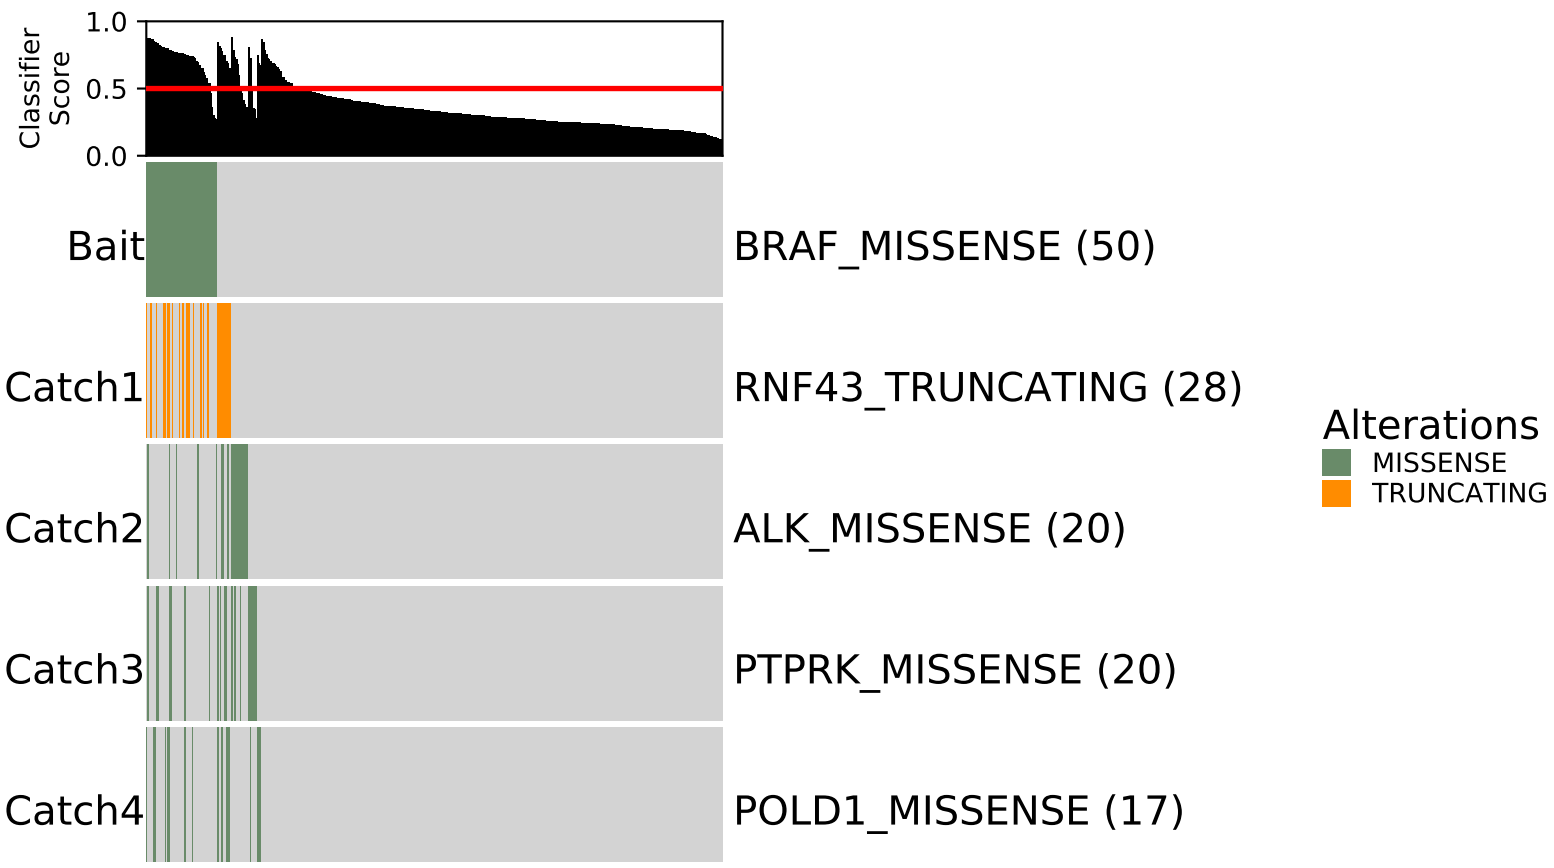 Classifier
Score
1.0
0.5
0.0
Bait
BRAF_MISSENSE (50)
Catch1
RNF43_TRUNCATING (28)
Catch2
ALK_MISSENSE (20)
Catch3
PTPRK_MISSENSE (20)
Catch4
POLD1_MISSENSE (17)
Alterations
MISSENSE
TRUNCATING